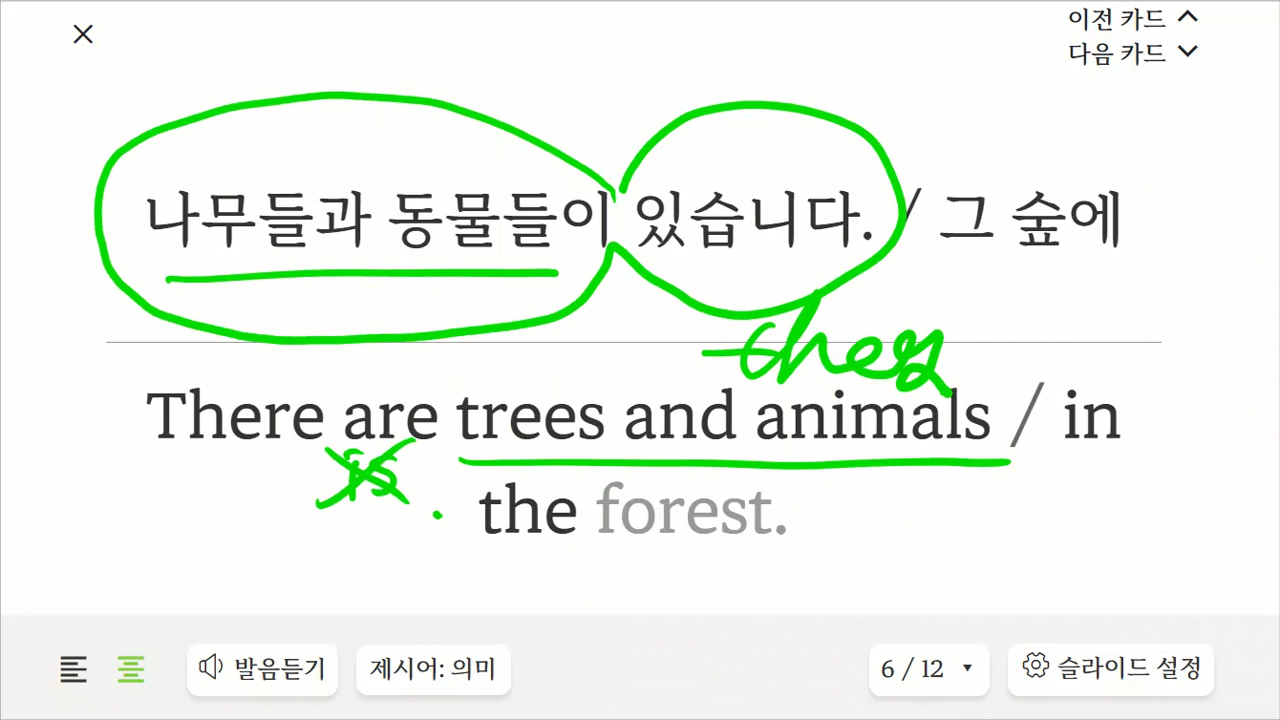 이전 카드
다음 카드
나무들과 동물들이 있습니다. / 그 숲에
they
There are trees and animals / in
is
the forest.
발음듣기
제시어: 의미
6 / 12
슬라이드 설정